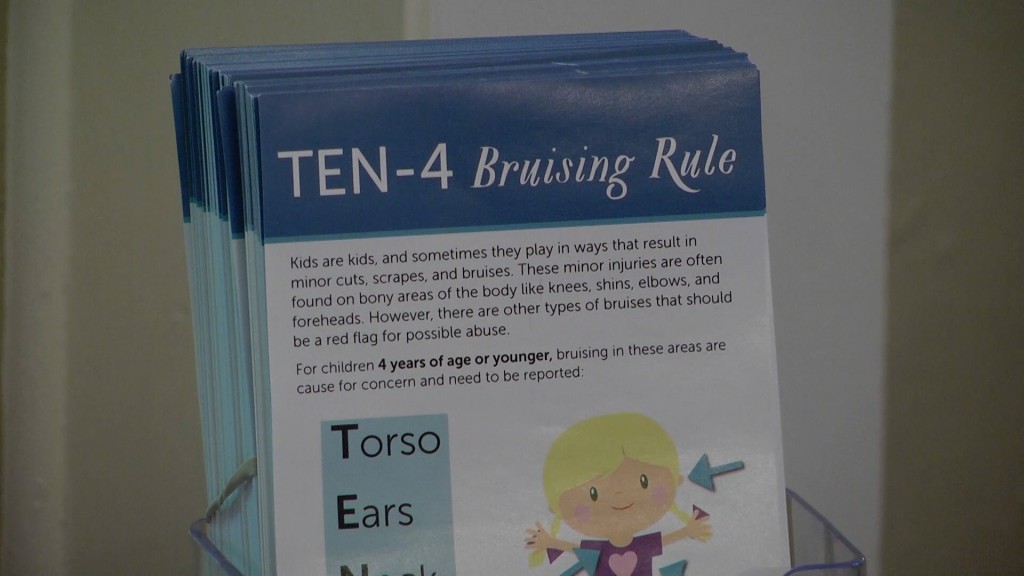 TEN-4 Bruising Rule
Kids are kids, and sometimes they play in ways that result in
minor cuts, scrapes, and bruises. These minor injuries are often
found on bony areas of the body like knees, shins, elbows, and
foreheads. However, there are other types of bruises that should
be a red flag for possible abuse.
For children 4 years of age or younger, bruising in these areas are
cause for concern and need to be reported:
Torso
Ears
Neck